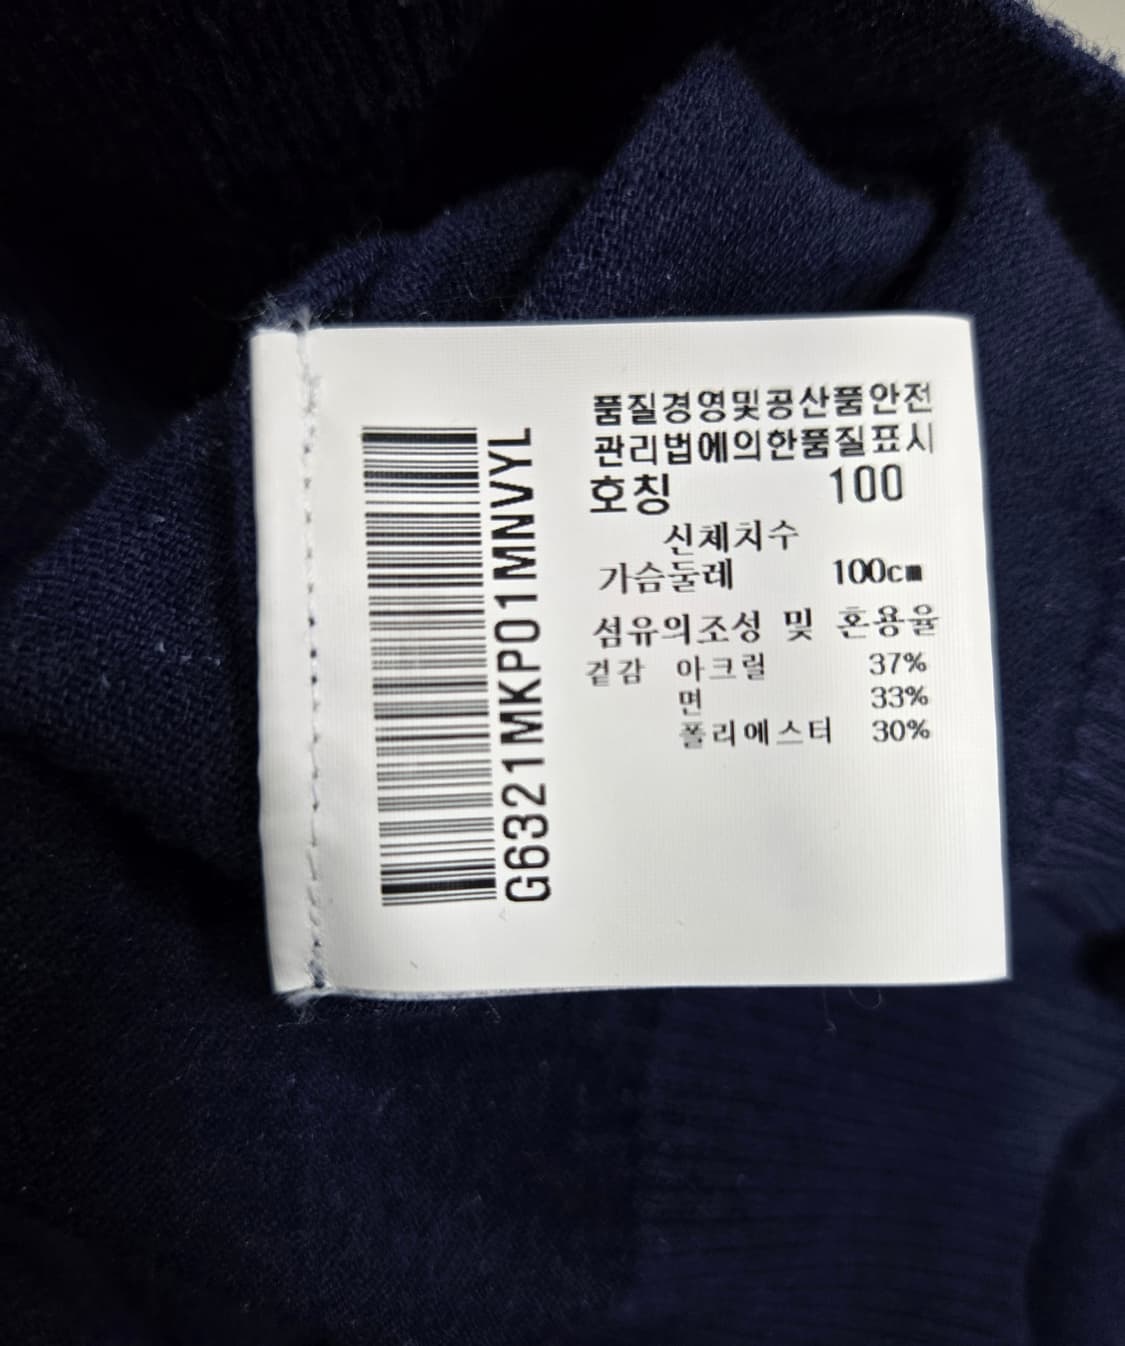 G6321MKP01MNVYL
품질경영및공산품안전
관리법에의한품질표시
호칭 100
신체치수
가슴둘레 100cm
섬유의조성 및 혼용율
겉감 아크릴 37%
면 33%
폴리에스터 30%